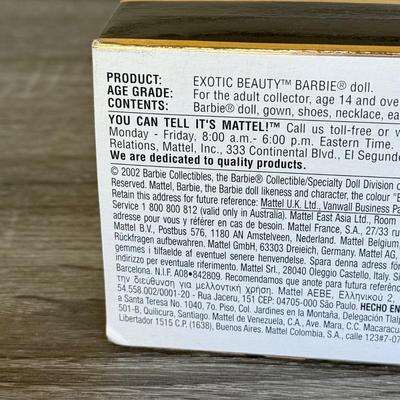 PRODUCT: EXOTIC BEAUTY™ BARBIE® doll.
AGE GRADE: For the adult collector, age 14 and ove
CONTENTS: Barbie® doll, gown, shoes, necklace, ea
YOU CAN TELL IT'S MATTEL!™ Call us toll-free or w
Monday - Friday, 8:00 a.m.- 6:00 p.m. Eastern Time.
Relations, Mattel, Inc., 333 Continental Blvd., El Segundo
We are dedicated to quality products.
© 2002 Barbie Collectibles, the Barbie® Collectible/Specialty Doll Division o
Reserved. Mattel, Barbie, the Barbie doll likeness and character, the colour "B
Retain this address for future reference: Mattel U.K. Ltd., Vanwall Business Pa
Service 1 800 800 812 (valid only in Australia). Mattel East Asia Ltd., Room
adresse pour s'y référer en cas de besoin. Mattel France, S.A., 27/33 rue
Mattel B.V., Postbus 576, 1180 AN Amstelveen, Nederland. Mattel Belgium,
Rückfragen aufbewahren. Mattel GmbH, 63303 Dreieich, Germany. Mattel AG
gemmes i tilfælde af eventuel senere henvendelse. Spara denna adress för
indirizzo per eventuale riferimento. Mattel Srl., 28040 Oleggio Castello, Italy, S
Barcelona. N.I.F. A08•842809. Recomendamos que anote para manter en
την διεύθυνση για μελλοντική χρήση. Mattel AEBE, Ελληνικού 2,
54.558.002/0001-20 - Rua Jaceru, 151 CEP: 04705-000 São Paulo. HECHO EN
a Santa Teresa No. 1040, 7o. Piso, Col. Jardines en la Montaña, Delegación Tlalp
501-B, Quilicura, Santiago. Mattel de Venezuela, C.A., Ave. Mara, C.C. Macaracua
Libertador 1515 C.P. (1638), Buenos Aires. Mattel Colombia, S.A., calle 123#7-07